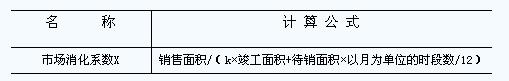 名 称 计 算 公 式
市场消化系数X 销售面积/(k×竣工面积+待销面积×以月为单位的时段数/12)